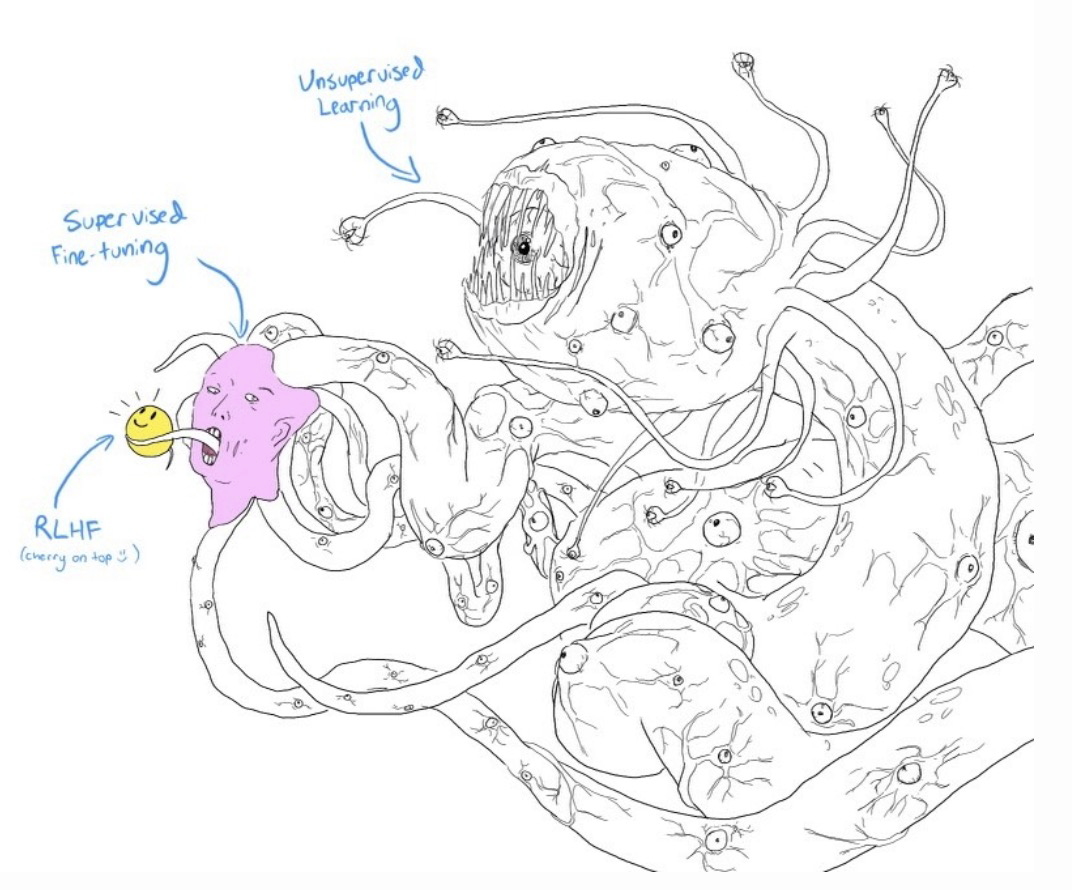 Unsupervised
Learning
Supervised
Fine-tuning
RLHF
(cherry on top :))